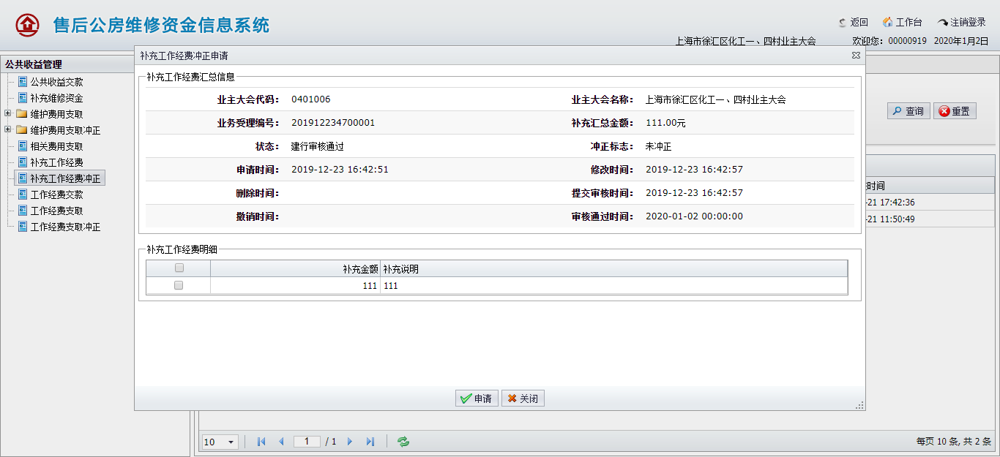 售后公房维修资金信息系统
返回 工作台 注销登录
上海市徐汇区化工一、四村业主大会 欢迎您: 00000919 2020年1月2日
公共收益管理
公共收益交款
补充维修资金
维护费用支取
维护费用支取冲正
相关费用支取
补充工作经费
补充工作经费冲正
工作经费交款
工作经费支取
工作经费支取冲正
补充工作经费冲正申请
补充工作经费汇总信息
业主大会代码: 0401006 业主大会名称: 上海市徐汇区化工一、四村业主大会
业务受理编号: 201912234700001 补充汇总金额: 111.00元
状态: 建行审核通过 冲正标志: 未冲正
申请时间: 2019-12-23 16:42:51 修改时间: 2019-12-23 16:42:57
删除时间: 提交审核时间: 2019-12-23 16:42:57
撤销时间: 审核通过时间: 2020-01-02 00:00:00
补充工作经费明细
补充金额 补充说明
111 111
申请 关闭
查询 重置
时间
-21 17:42:36
-21 11:50:49
10 1 / 1 每页 10 条, 共 2 条